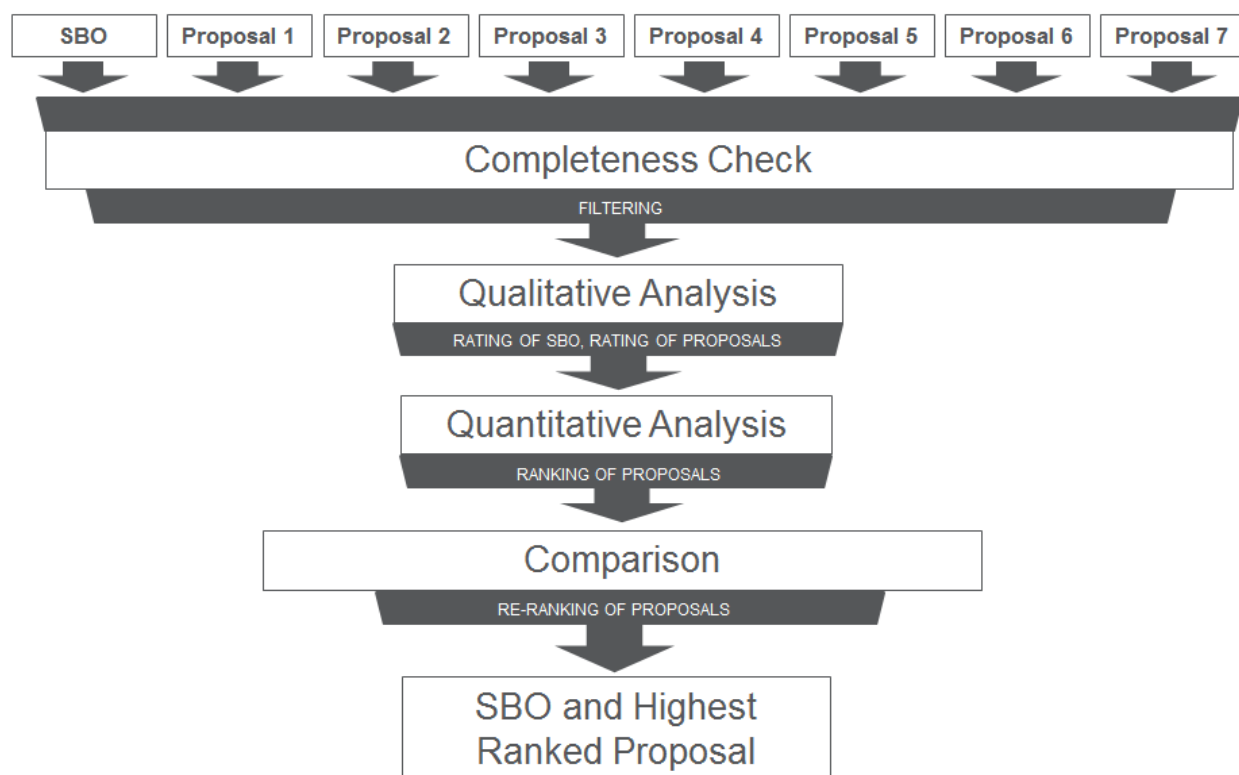 SBO
Proposal 1
Proposal 2
Proposal 3
Proposal 4
Proposal 5
Proposal 6
Proposal 7
Completeness Check
FILTERING
Qualitative Analysis
RATING OF SBO, RATING OF PROPOSALS
Quantitative Analysis
RANKING OF PROPOSALS
Comparison
RE-RANKING OF PROPOSALS
SBO and Highest
Ranked Proposal